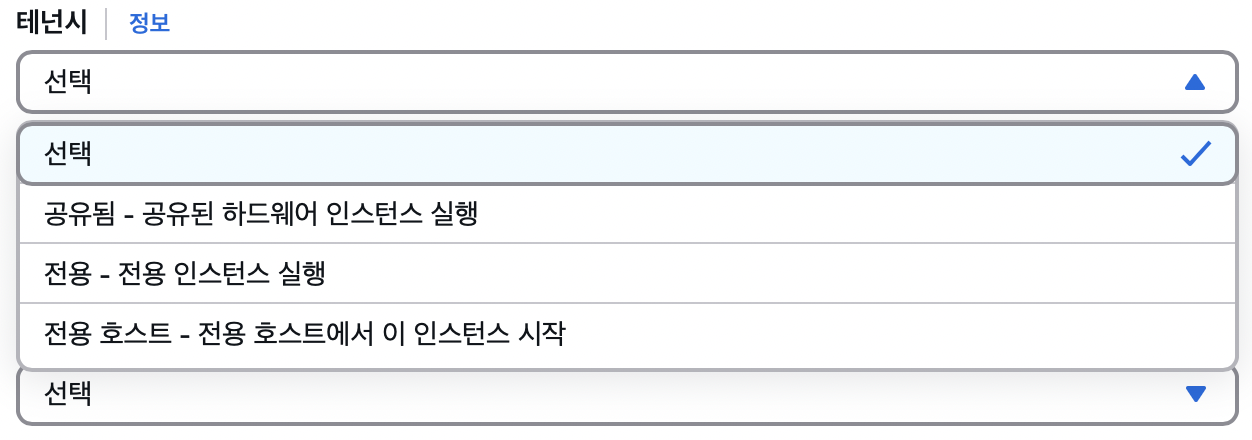 테넌시 정보
선택
선택
공유됨 - 공유된 하드웨어 인스턴스 실행
전용 - 전용 인스턴스 실행
전용 호스트 - 전용 호스트에서 이 인스턴스 시작
선택